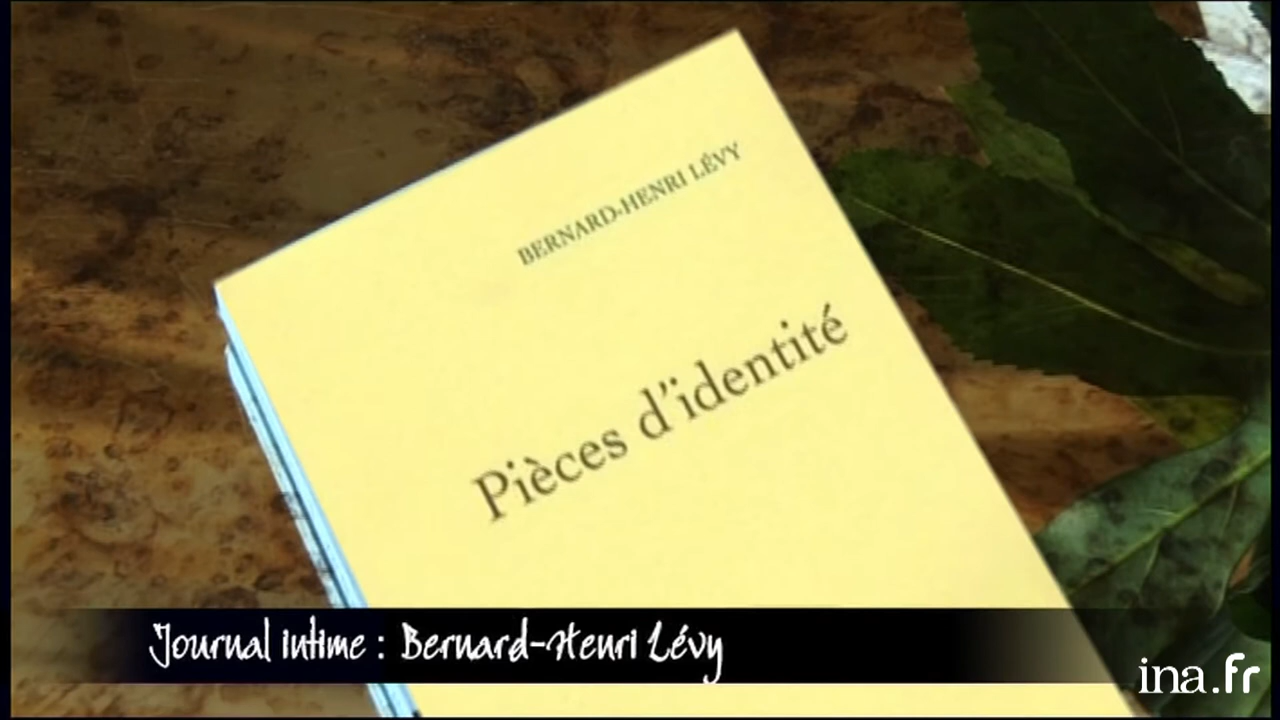 BERNARD-HENRI LÉVY
Pièces d'identité
Journal intime : Bernard-Henri Lévy
ina.fr